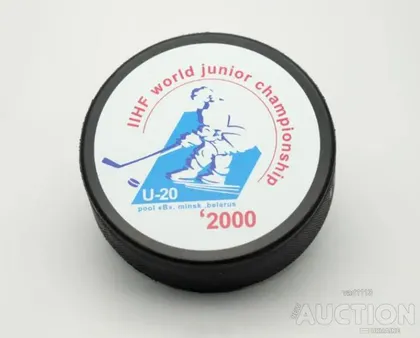 IIHF world junior championship
U-20
pool «B». minsk .belarus
‘2000
AUCTION